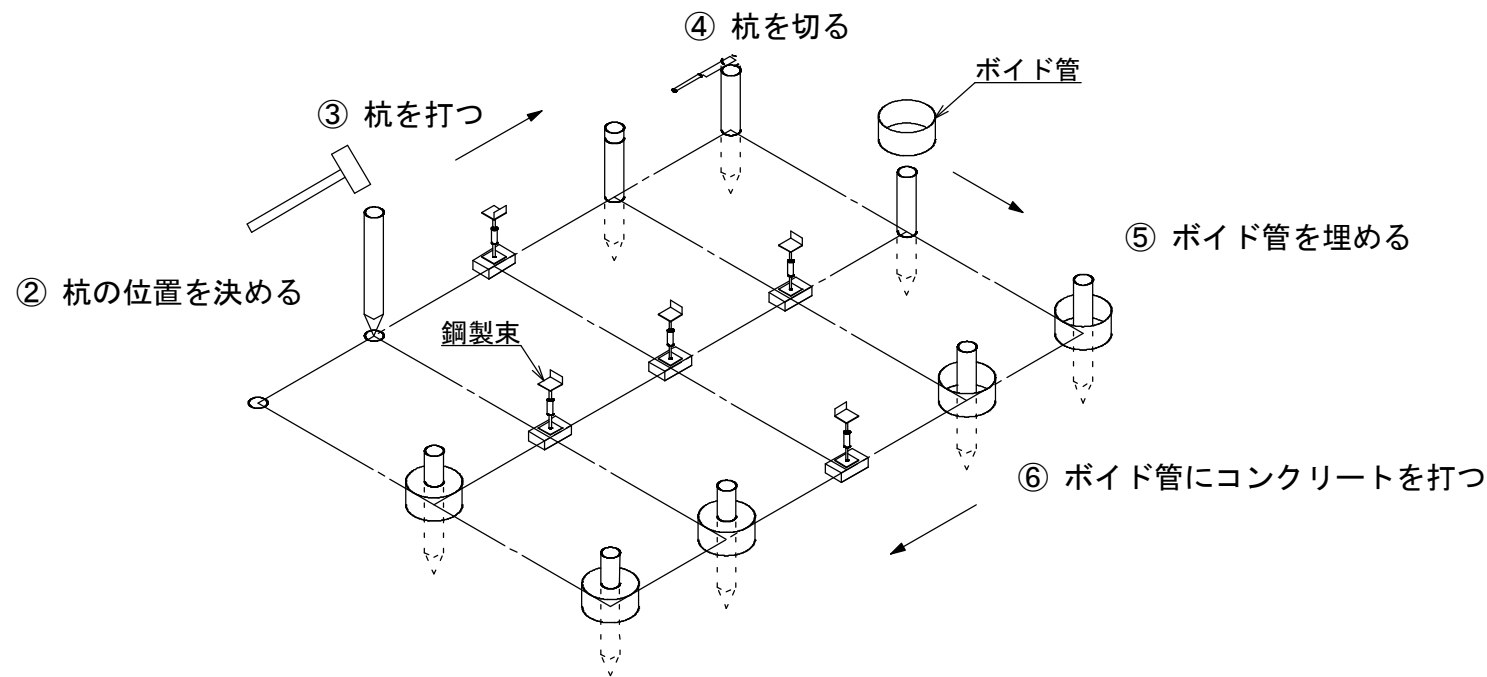 ④ 杭を切る
ボイド管
③ 杭を打つ
⑤ ボイド管を埋める
② 杭の位置を決める
鋼製束
⑥ ボイド管にコンクリートを打つ